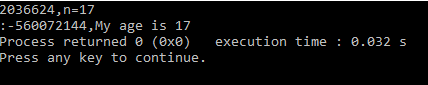 2036624,n=17
:-560072144,My age is 17
Process returned 0 (0x0)   execution time : 0.032 s
Press any key to continue.